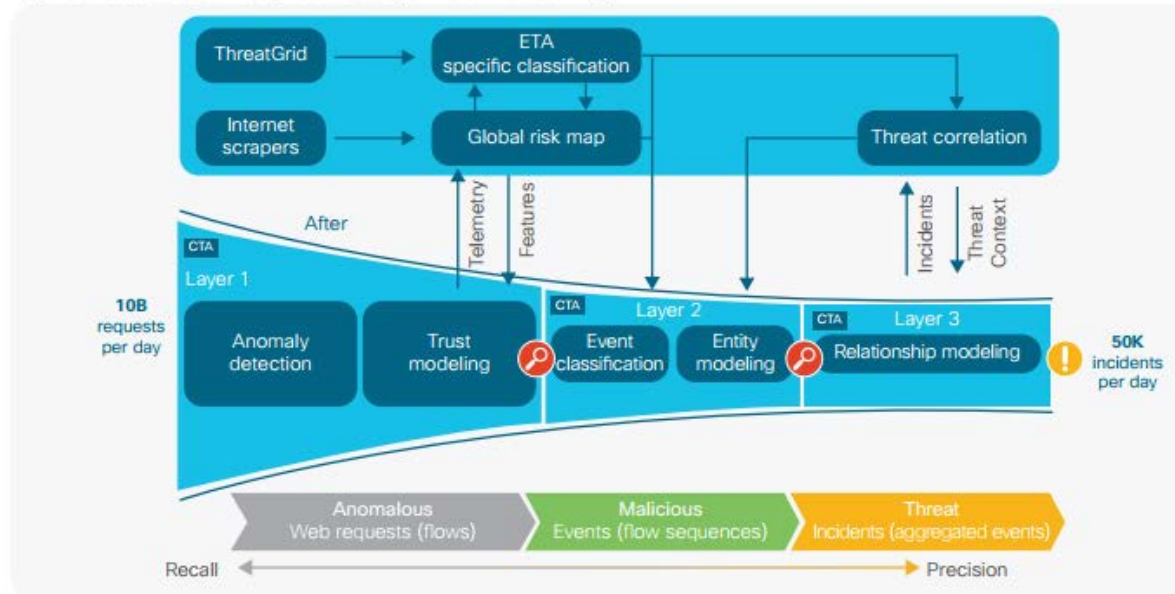 ThreatGrid
ETA
specific classification
Internet
scrapers
Global risk map
Threat correlation
After
Telemetry
Features
Incidents
Threat
Context
CTA
Layer 1
10B
requests
per day
Anomaly
detection
Trust
modeling
CTA
Layer 2
Event
classification
Entity
modeling
CTA
Layer 3
Relationship modeling
50K
incidents
per day
Anomalous
Web requests (flows)
Malicious
Events (flow sequences)
Threat
Incidents (aggregated events)
Recall
Precision